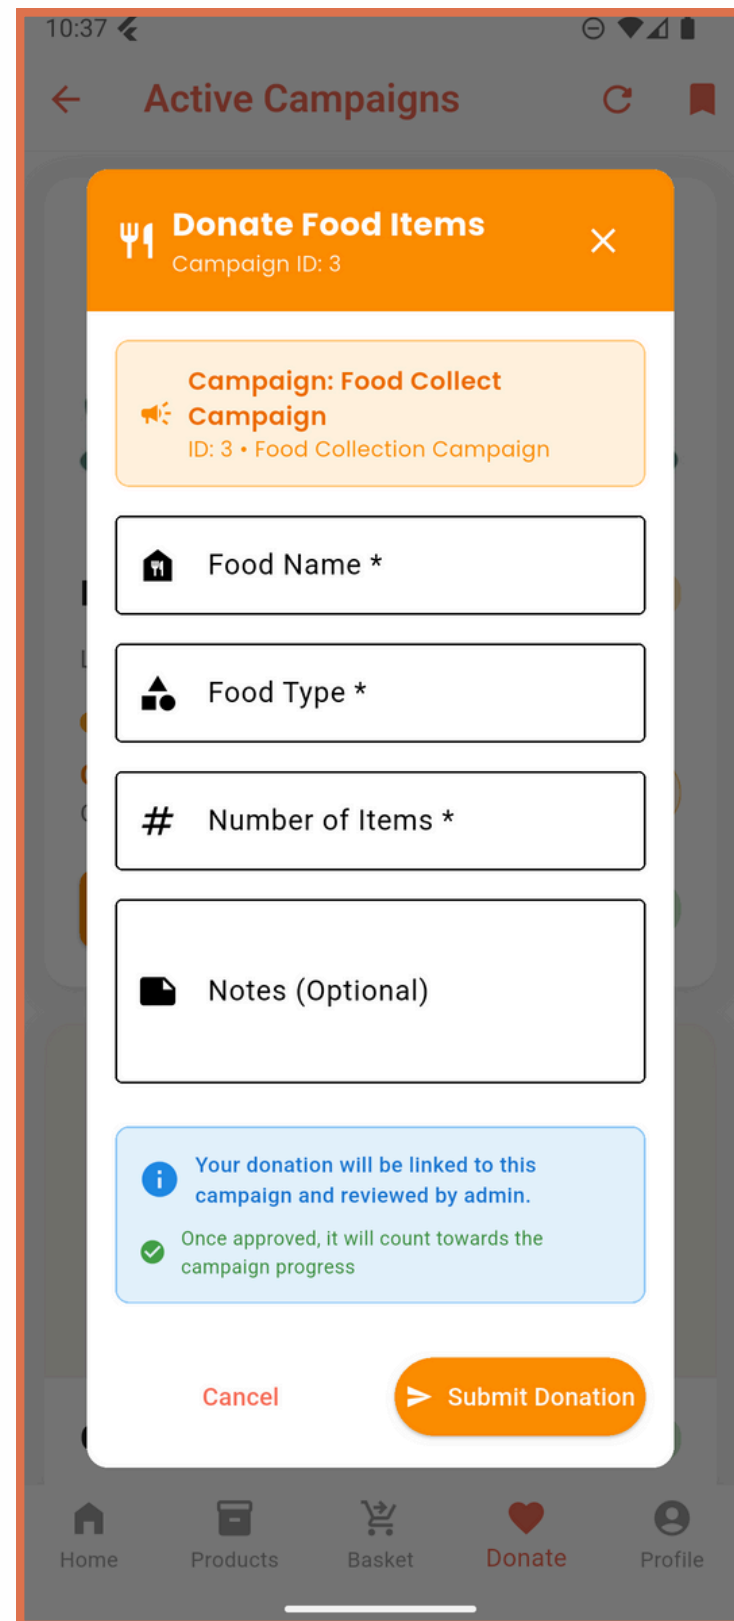 10:37
Active Campaigns
Donate Food Items
Campaign ID: 3
Campaign: Food Collect
Campaign
ID: 3 • Food Collection Campaign
Food Name *
Food Type *
Number of Items *
Notes (Optional)
Your donation will be linked to this
campaign and reviewed by admin.
Once approved, it will count towards the
campaign progress
Cancel
Submit Donation
Home
Products
Basket
Donate
Profile